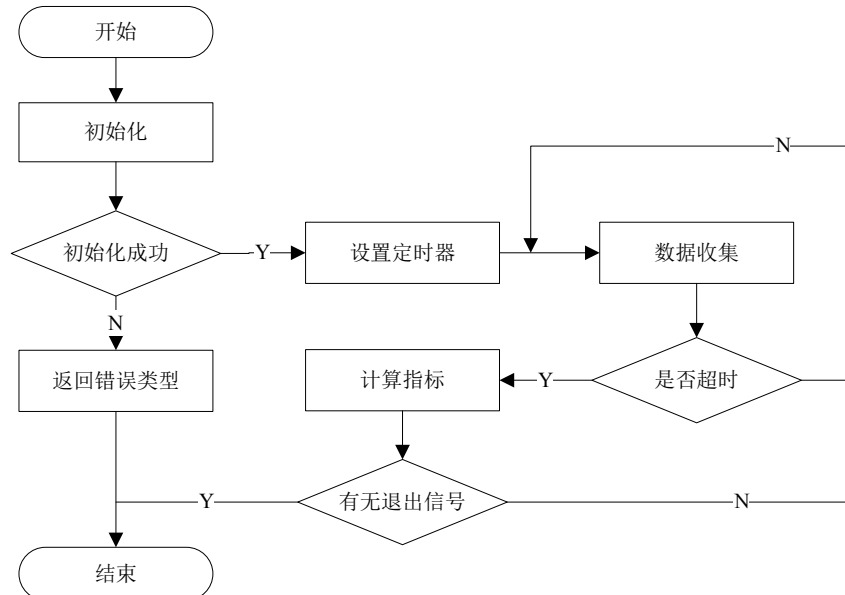 开始
初始化
N
初始化成功
Y
设置定时器
数据收集
N
返回错误类型
计算指标
Y
是否超时
Y
有无退出信号
N
结束